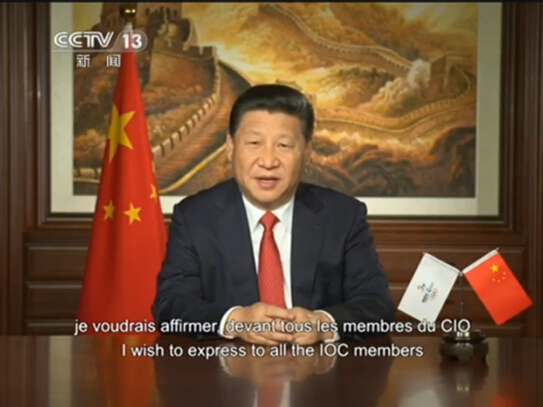 CCTV 13
新闻
je voudrais affirmer, devant tous les membres du CIO
I wish to express to all the IOC members